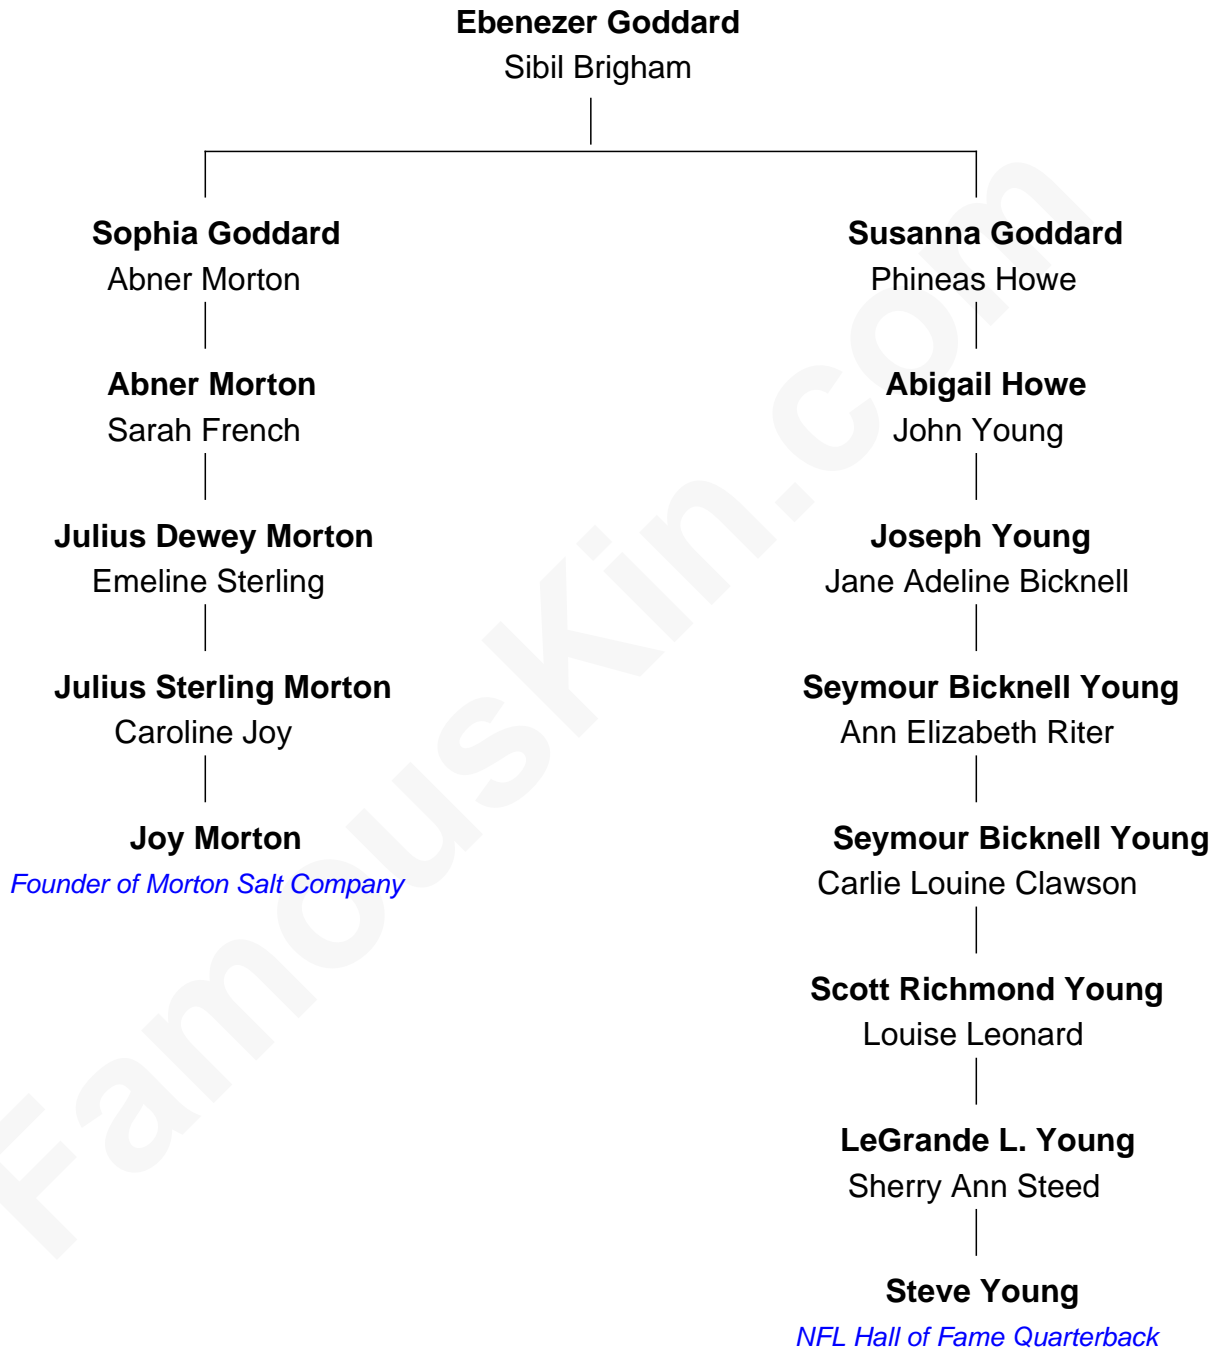 Ebenezer Goddard
Sibil Brigham
Sophia Goddard
Abner Morton
Susanna Goddard
Phineas Howe
Abner Morton
Sarah French
Abigail Howe
John Young
Julius Dewey Morton
Emeline Sterling
Joseph Young
Jane Adeline Bicknell
Julius Sterling Morton
Caroline Joy
Seymour Bicknell Young
Ann Elizabeth Riter
Joy Morton
Founder of Morton Salt Company
Seymour Bicknell Young
Carlie Louine Clawson
Scott Richmond Young
Louise Leonard
LeGrande L. Young
Sherry Ann Steed
Steve Young
NFL Hall of Fame Quarterback
FamousKin.com